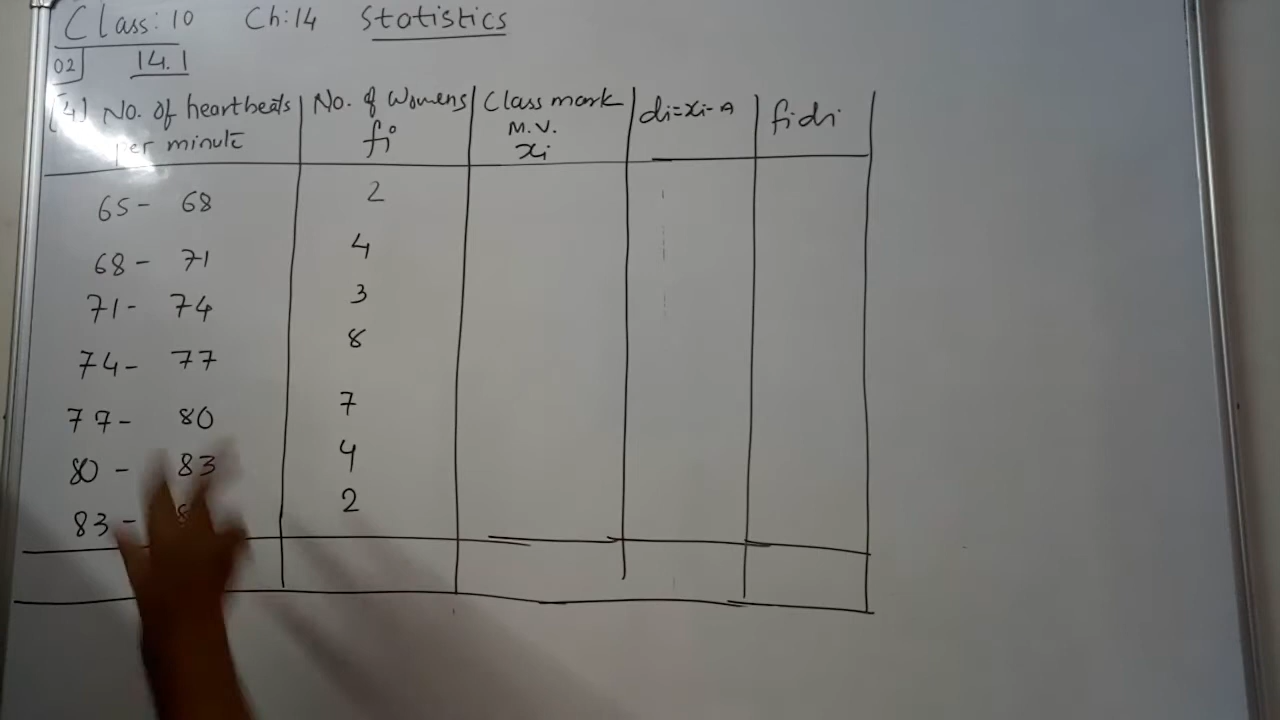 Class: 10 Ch: 14 Statistics
02 14.1
(4) No. of heartbeats per minute | No. of Womens fi | Class mark M.V. xi | di=xi-A | fidi
65- 68 2
68- 71 4
71- 74 3
74- 77 8
77- 80 7
80- 83 4
83- 2